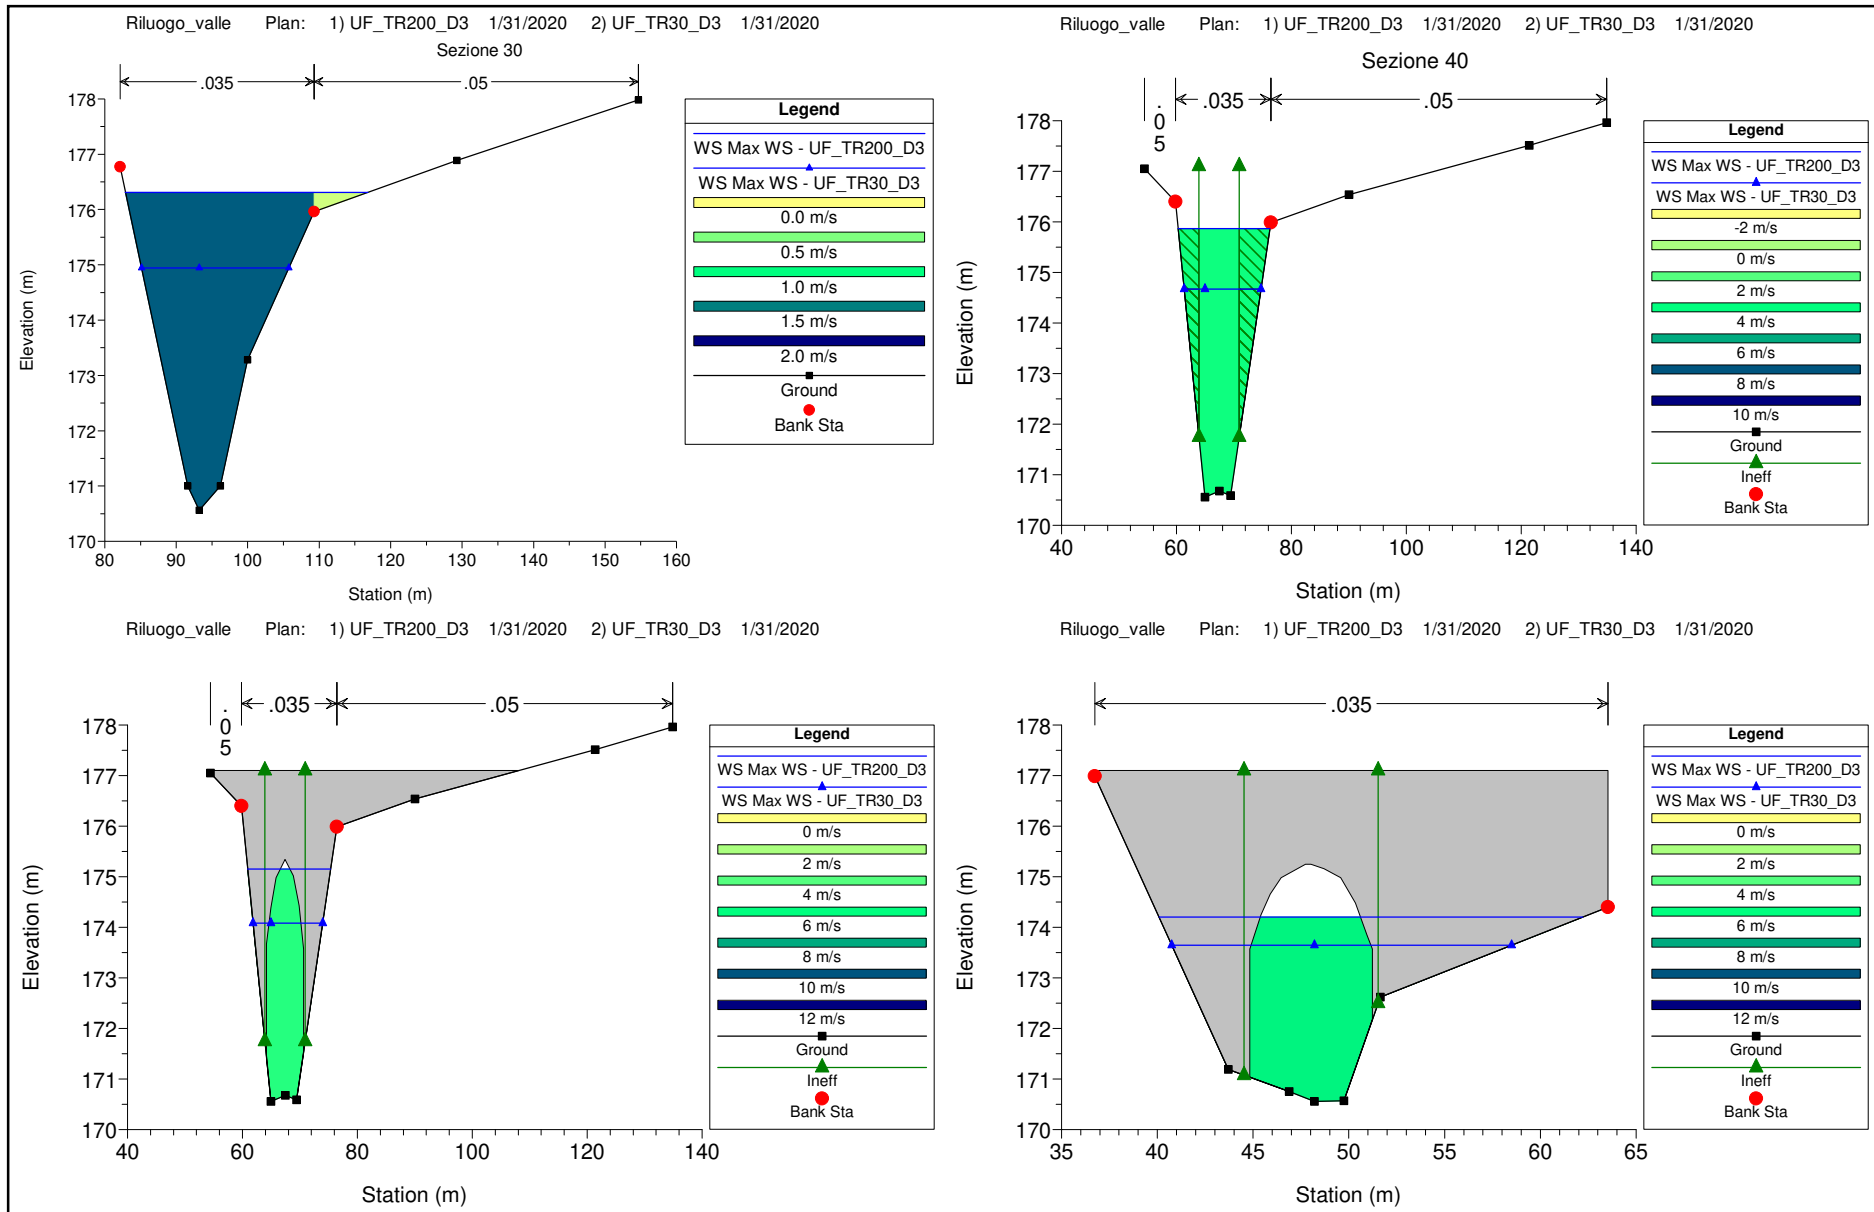 Riluogo_valle Plan: 1) UF_TR200_D3 1/31/2020 2) UF_TR30_D3 1/31/2020
Sezione 30
.035 .05
178
177
176
175
174
173
172
171
170
80 90 100 110 120 130 140 150 160
Station (m)
Elevation (m)
Legend
WS Max WS - UF_TR200_D3
WS Max WS - UF_TR30_D3
0.0 m/s
0.5 m/s
1.0 m/s
1.5 m/s
2.0 m/s
Ground
Bank Sta
Riluogo_valle Plan: 1) UF_TR200_D3 1/31/2020 2) UF_TR30_D3 1/31/2020
Sezione 40
.05 .035 .05
178
177
176
175
174
173
172
171
170
40 60 80 100 120 140
Station (m)
Elevation (m)
Legend
WS Max WS - UF_TR200_D3
WS Max WS - UF_TR30_D3
-2 m/s
0 m/s
2 m/s
4 m/s
6 m/s
8 m/s
10 m/s
Ground
Ineff
Bank Sta
Riluogo_valle Plan: 1) UF_TR200_D3 1/31/2020 2) UF_TR30_D3 1/31/2020
.05 .035 .05
178
177
176
175
174
173
172
171
170
40 60 80 100 120 140
Station (m)
Elevation (m)
Legend
WS Max WS - UF_TR200_D3
WS Max WS - UF_TR30_D3
0 m/s
2 m/s
4 m/s
6 m/s
8 m/s
10 m/s
12 m/s
Ground
Ineff
Bank Sta
Riluogo_valle Plan: 1) UF_TR200_D3 1/31/2020 2) UF_TR30_D3 1/31/2020
.035
178
177
176
175
174
173
172
171
170
35 40 45 50 55 60 65
Station (m)
Elevation (m)
Legend
WS Max WS - UF_TR200_D3
WS Max WS - UF_TR30_D3
0 m/s
2 m/s
4 m/s
6 m/s
8 m/s
10 m/s
12 m/s
Ground
Ineff
Bank Sta